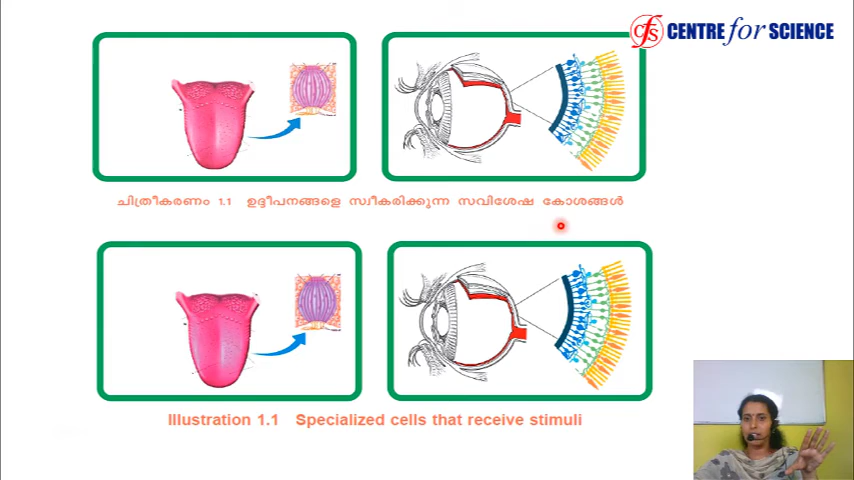 cfs CENTRE for SCIENCE
ചിത്രീകരണം 1.1 ഉദ്ദീപനങ്ങളെ സ്വീകരിക്കുന്ന സവിശേഷ കോശങ്ങൾ
Illustration 1.1 Specialized cells that receive stimuli